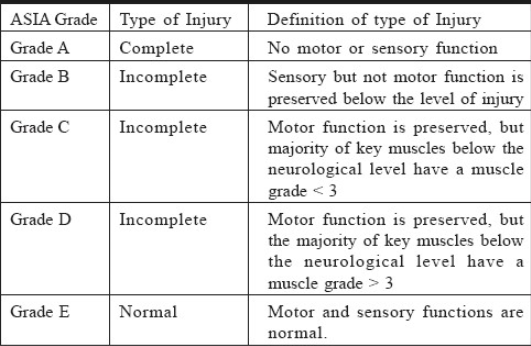 ASIA Grade Type of Injury Definition of type of Injury
Grade A Complete No motor or sensory function
Grade B Incomplete Sensory but not motor function is
preserved below the level of injury
Grade C Incomplete Motor function is preserved, but
majority of key muscles below the
neurological level have a muscle
grade < 3
Grade D Incomplete Motor function is preserved, but
the majority of key muscles below
the neurological level have a
muscle grade > 3
Grade E Normal Motor and sensory functions are
normal.